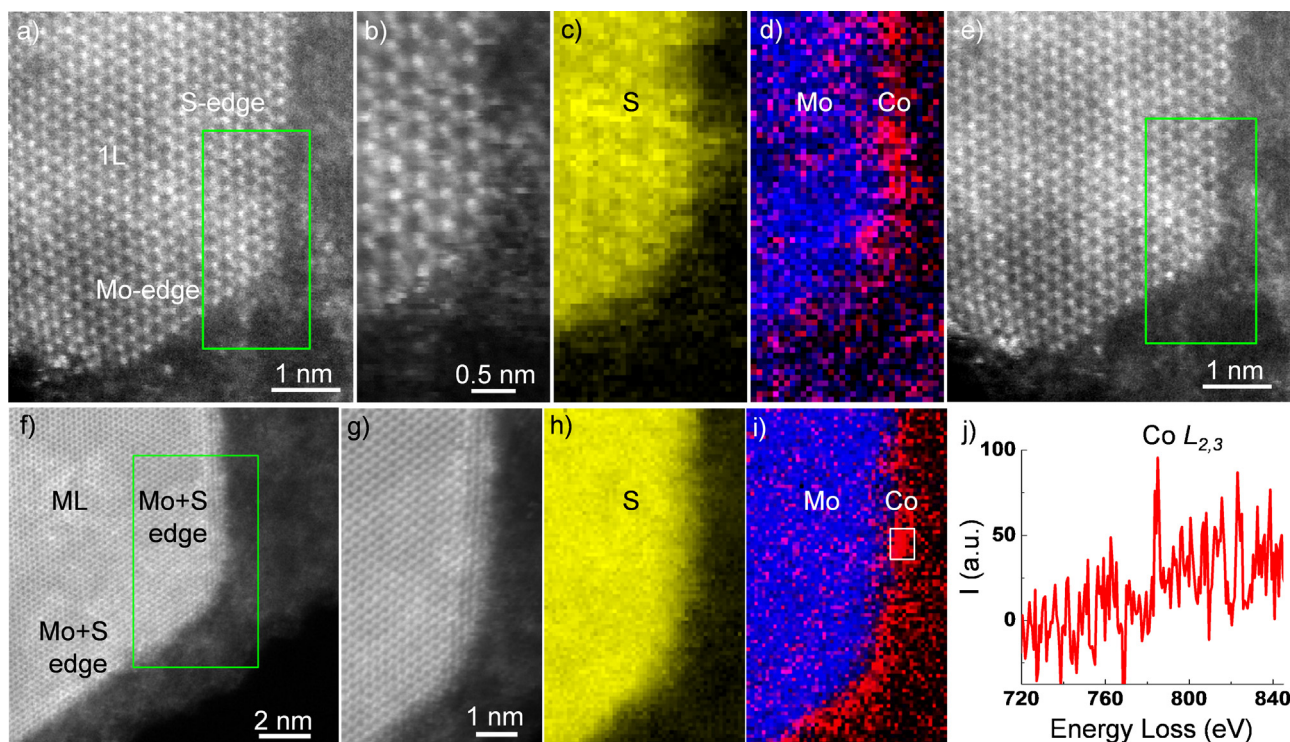 a)
S-edge
1L
Mo-edge
1 nm
b)
0.5 nm
c)
S
d)
Mo Co
e)
1 nm
f)
ML
Mo+S
edge
Mo+S
edge
2 nm
g)
1 nm
h)
S
i)
Mo Co
j)
Co L2,3
100
50
0
I (a.u.)
720 760 800 840
Energy Loss (eV)